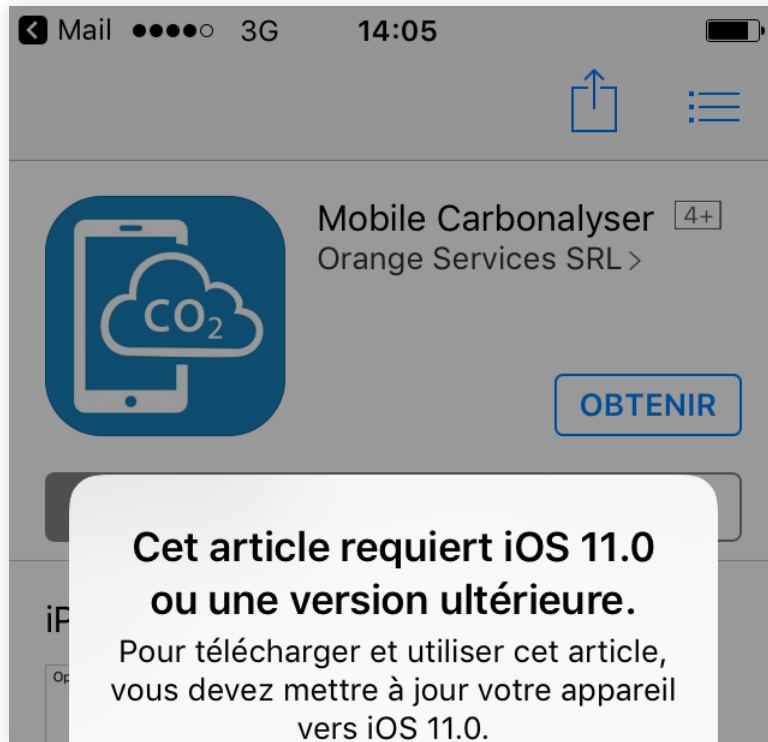 Mail 3G 14:05
Mobile Carbonalyser 4+
Orange Services SRL >
CO2
OBTENIR
Cet article requiert iOS 11.0
ou une version ultérieure.
Pour télécharger et utiliser cet article,
vous devez mettre à jour votre appareil
vers iOS 11.0.